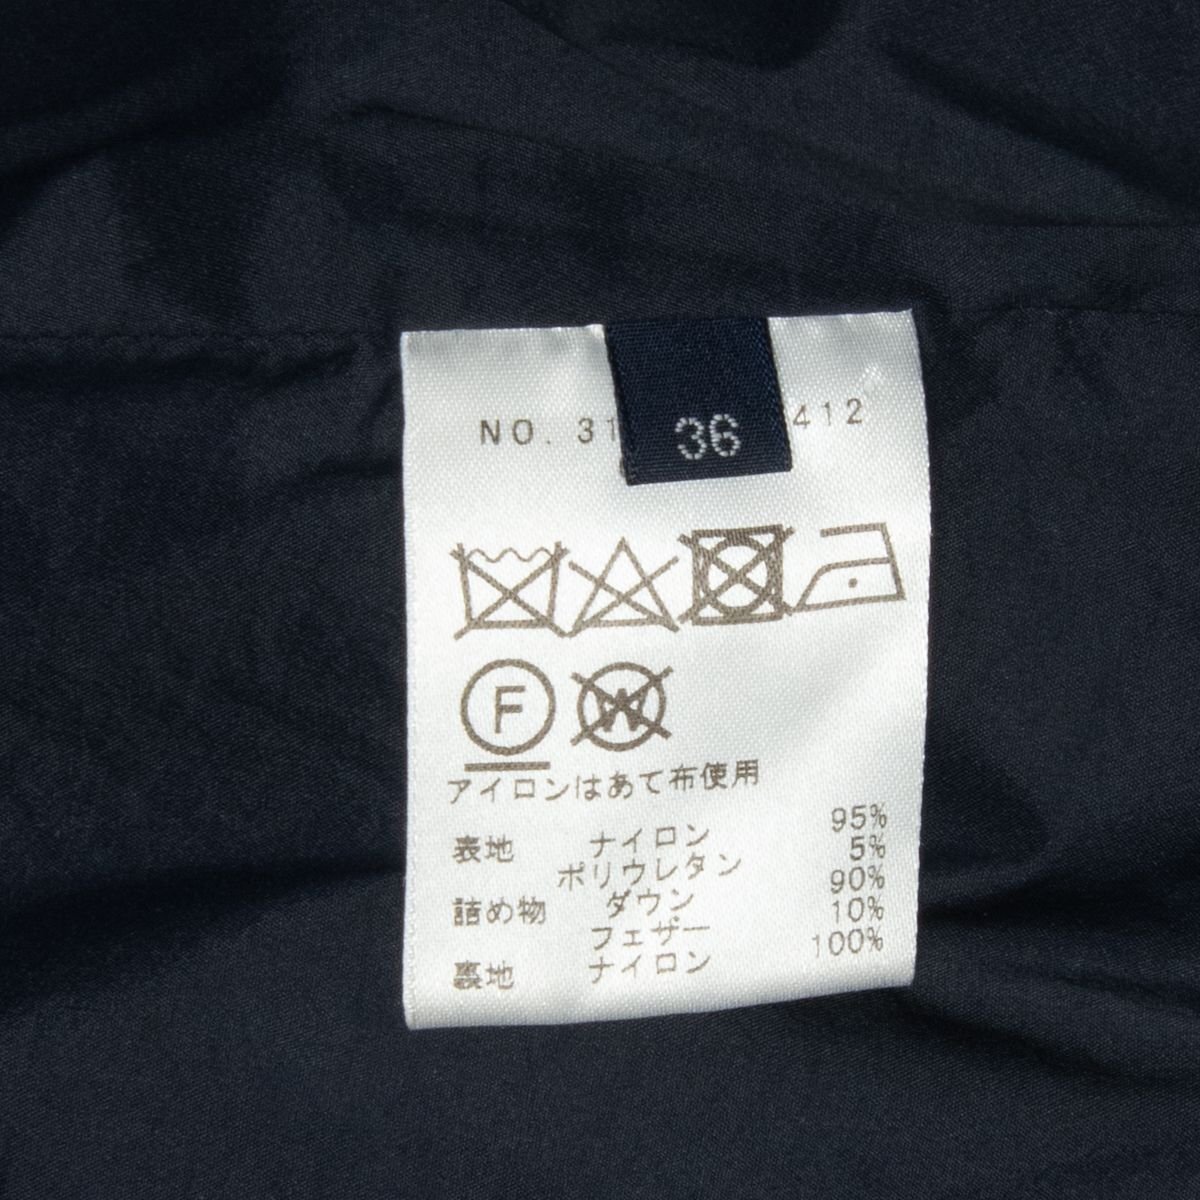 NO. 31
36
412
F
W
アイロンはあて布使用
表地 ナイロン 95%
ポリウレタン 5%
詰め物 ダウン 90%
フェザー 10%
裏地 ナイロン 100%